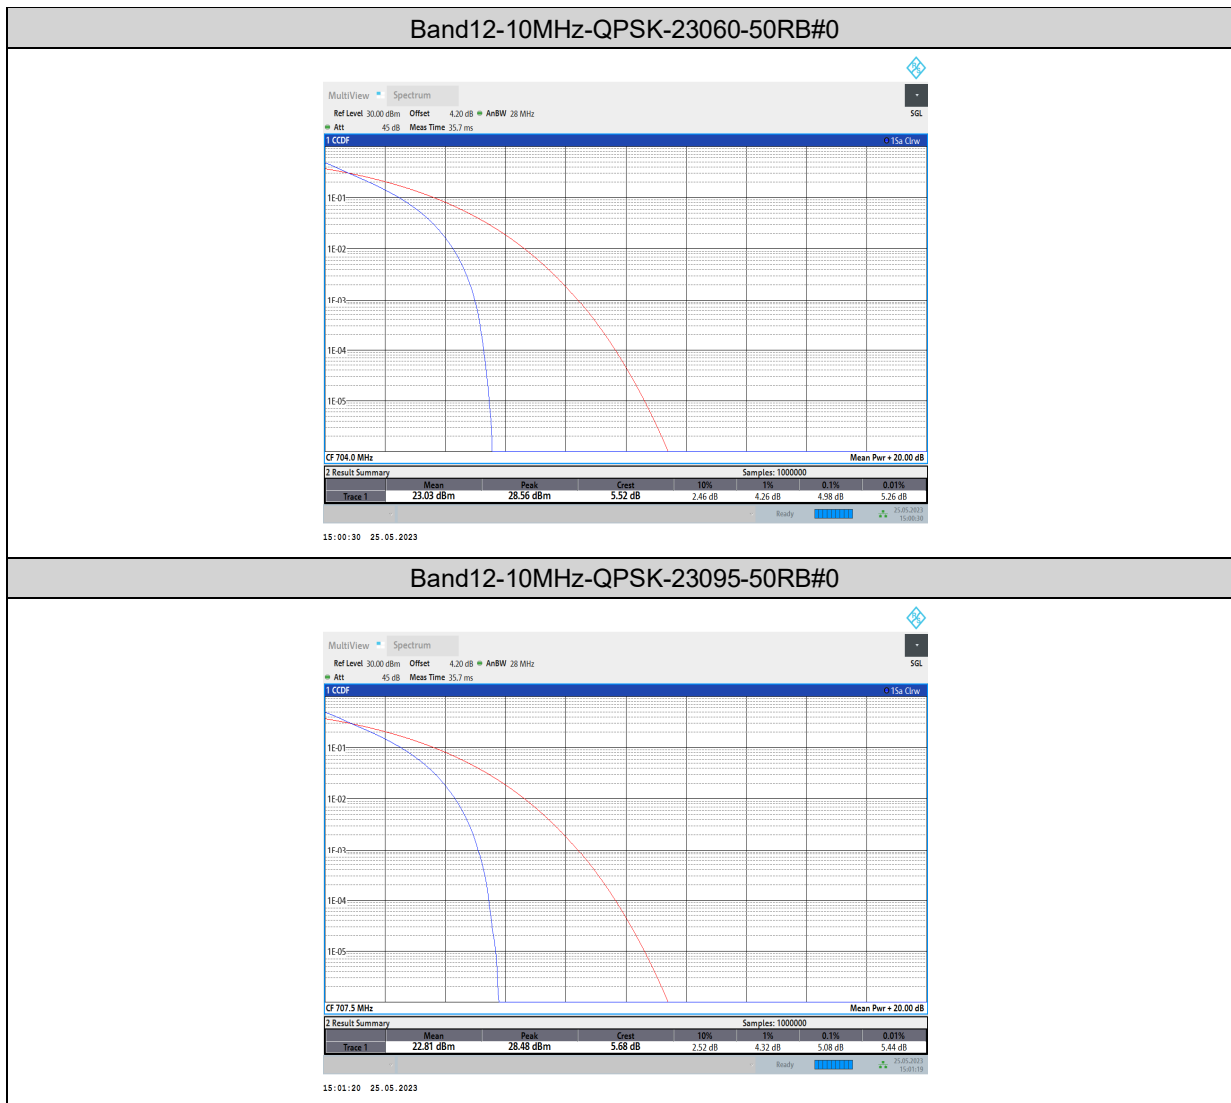 Band12-10MHz-QPSK-23060-50RB#0
MultiView Spectrum
Ref Level 30.00 dBm Offset 4.20 dB AnBW 28 MHz SGL
Att 45 dB Meas Time 35.7 ms
1 CCDF 1Sa Clrw
1E-01
1E-02
1E-03
1E-04
1E-05
CF 704.0 MHz Mean Pwr + 20.00 dB
2 Result Summary Samples: 1000000
Mean Peak Crest 10% 1% 0.1% 0.01%
Trace 1 23.03 dBm 28.56 dBm 5.52 dB 2.46 dB 4.26 dB 4.98 dB 5.26 dB
Ready 25.05.2023
15:00:30
15:00:30 25.05.2023
Band12-10MHz-QPSK-23095-50RB#0
MultiView Spectrum
Ref Level 30.00 dBm Offset 4.20 dB AnBW 28 MHz SGL
Att 45 dB Meas Time 35.7 ms
1 CCDF 1Sa Clrw
1E-01
1E-02
1E-03
1E-04
1E-05
CF 707.5 MHz Mean Pwr + 20.00 dB
2 Result Summary Samples: 1000000
Mean Peak Crest 10% 1% 0.1% 0.01%
Trace 1 22.81 dBm 28.48 dBm 5.68 dB 2.52 dB 4.32 dB 5.08 dB 5.44 dB
Ready 25.05.2023
15:01:19
15:01:20 25.05.2023